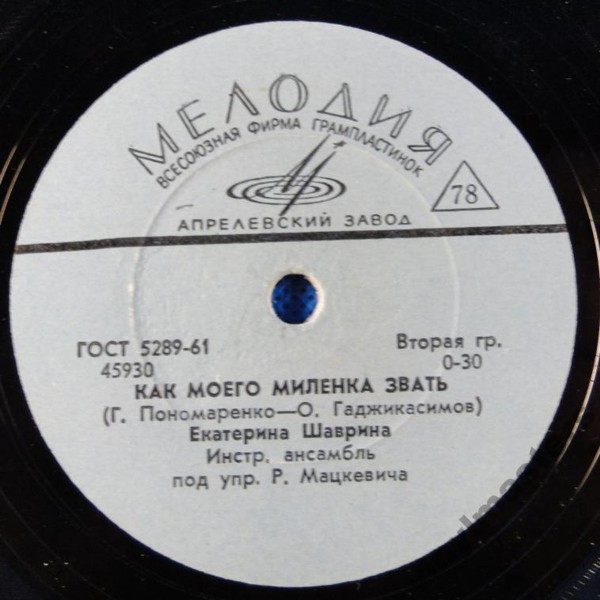 МЕЛОДИЯ
ВСЕСОЮЗНАЯ ФИРМА ГРАМПЛАСТИНОК
78
АПРЕЛЕВСКИЙ ЗАВОД
ГОСТ 5289-61
Вторая гр.
45930
0-30
КАК МОЕГО МИЛЕНКА ЗВАТЬ
(Г. Пономаренко—О. Гаджикасимов)
Екатерина Шаврина
Инстр. ансамбль
под упр. Р. Мацкевича